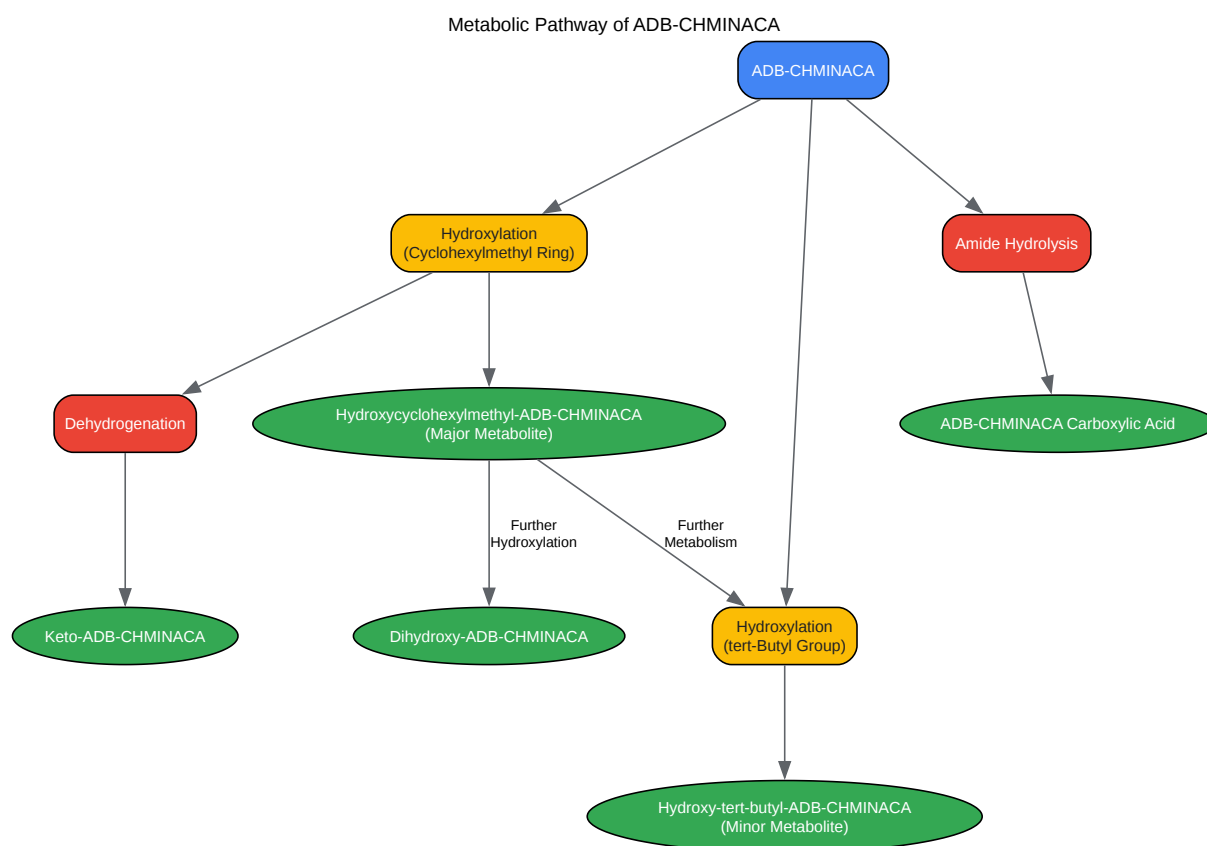 Metabolic Pathway of ADB-CHMINACA
ADB-CHMINACA
Hydroxylation
(Cyclohexylmethyl Ring)
Amide Hydrolysis
Dehydrogenation
Hydroxycyclohexylmethyl-ADB-CHMINACA
(Major Metabolite)
ADB-CHMINACA Carboxylic Acid
Further
Hydroxylation
Further
Metabolism
Keto-ADB-CHMINACA
Dihydroxy-ADB-CHMINACA
Hydroxylation
(tert-Butyl Group)
Hydroxy-tert-butyl-ADB-CHMINACA
(Minor Metabolite)